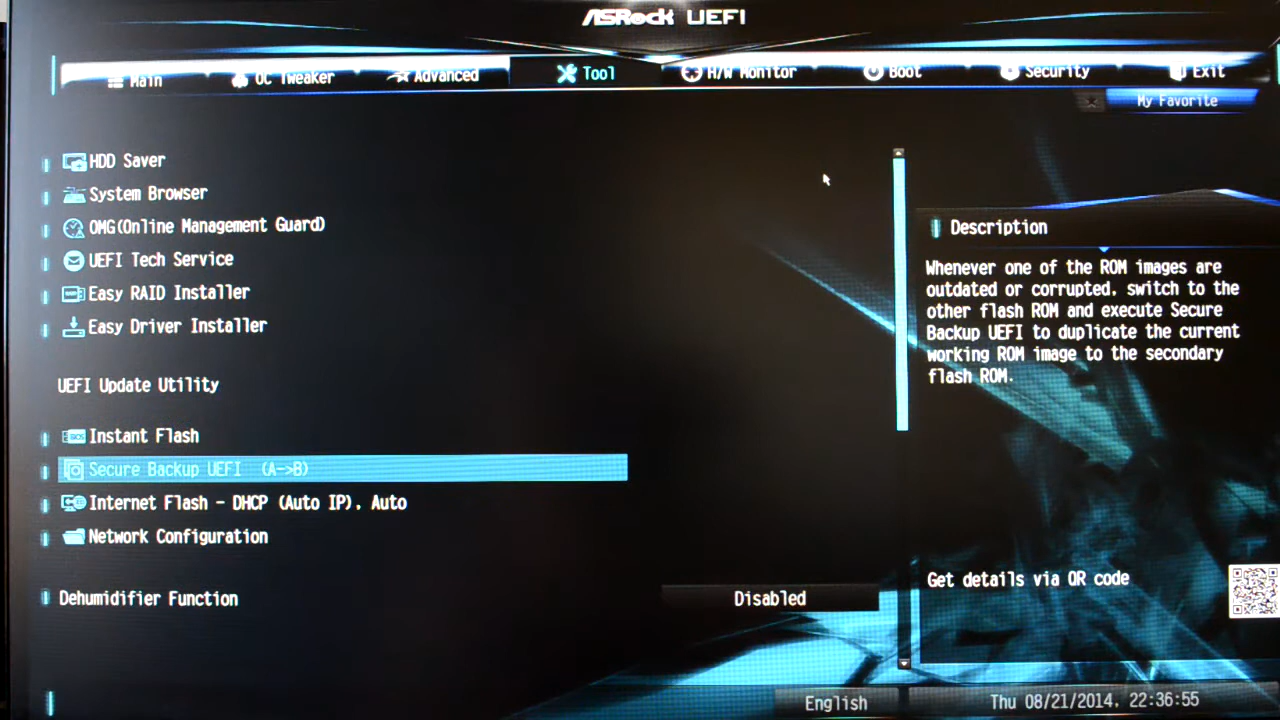 ASRock UEFI
Main OC Tweaker Advanced Tool H/W Monitor Boot Security Exit
My Favorite
HDD Saver
System Browser
OMG(Online Management Guard)
UEFI Tech Service
Easy RAID Installer
Easy Driver Installer
UEFI Update Utility
Instant Flash
Secure Backup UEFI (A->B)
Internet Flash - DHCP (Auto IP), Auto
Network Configuration
Dehumidifier Function Disabled
Description
Whenever one of the ROM images are
outdated or corrupted, switch to the
other flash ROM and execute Secure
Backup UEFI to duplicate the current
working ROM image to the secondary
flash ROM.
Get details via QR code
English Thu 08/21/2014, 22:36:55